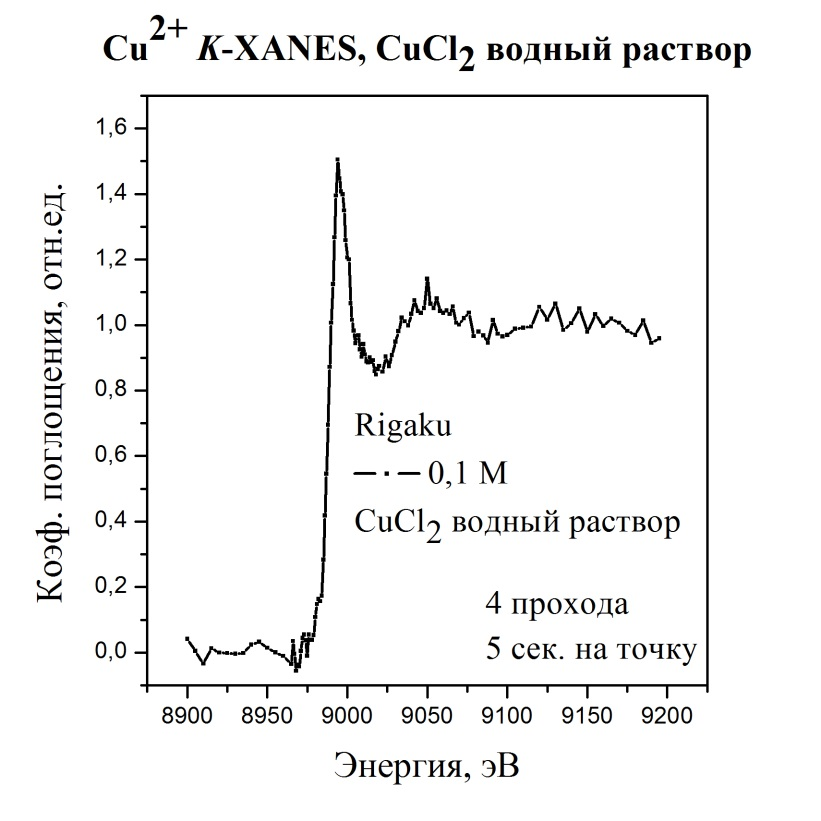 Cu2+ K-XANES, CuCl2 водный раствор
Коэф. поглощения, отн.ед.
1,6
1,4
1,2
1,0
0,8
0,6
0,4
0,2
0,0
Rigaku
0,1 М
CuCl2 водный раствор
4 прохода
5 сек. на точку
8900 8950 9000 9050 9100 9150 9200
Энергия, эВ